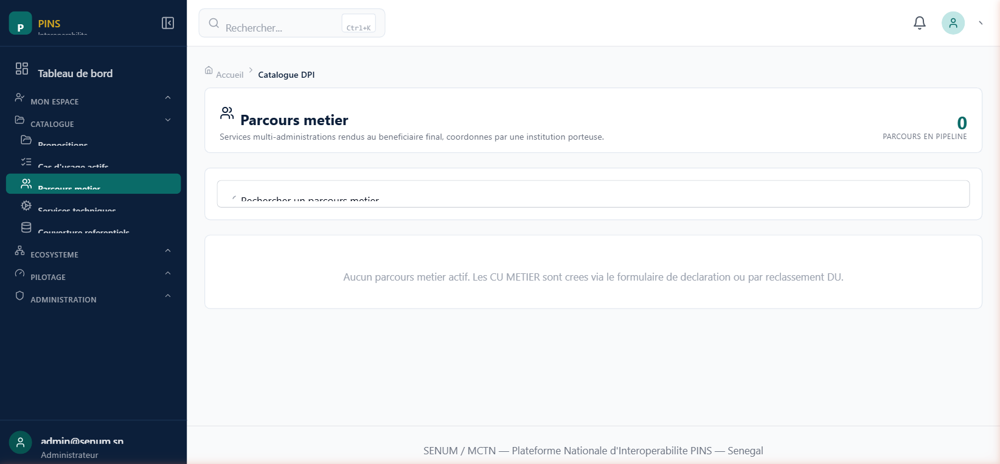 P
PINS
Interoperabilite
Rechercher...
Ctrl+K
Tableau de bord
MON ESPACE
CATALOGUE
Propositions
Cas d'usage actifs
Parcours metier
Services techniques
Couverture referentiels
ECOSYSTEME
PILOTAGE
ADMINISTRATION
admin@senum.sn
Administrateur
Accueil
Catalogue DPI
Parcours metier
Services multi-administrations rendus au beneficiaire final, coordonnes par une institution porteuse.
0
PARCOURS EN PIPELINE
Rechercher un parcours metier
Aucun parcours metier actif. Les CU METIER sont crees via le formulaire de declaration ou par reclassement DU.
SENUM / MCTN — Plateforme Nationale d'Interoperabilite PINS — Senegal